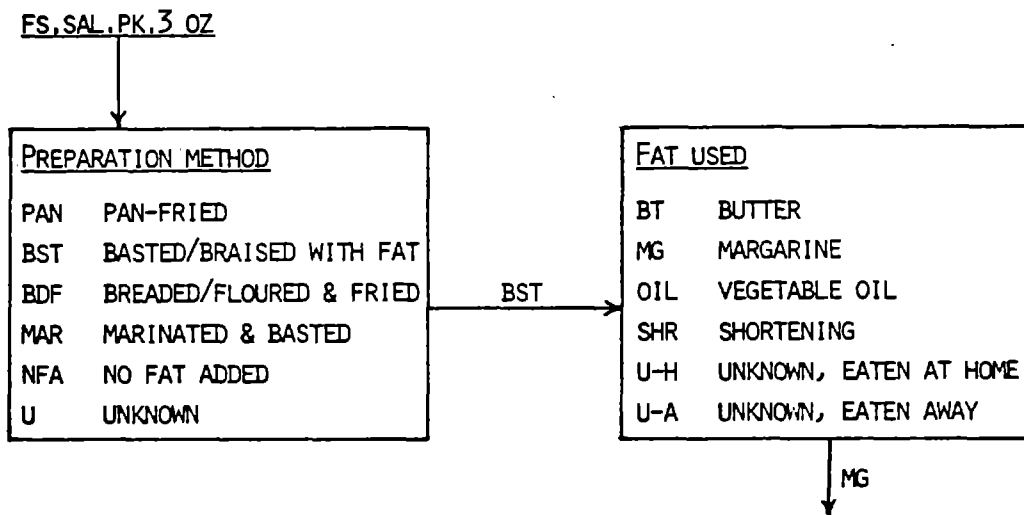 FS.SAL.PK.3 OZ
PREPARATION METHOD
PAN PAN-FRIED
BST BASTED/BRAISED WITH FAT
BDF BREADED/FLOURED & FRIED
MAR MARINATED & BASTED
NFA NO FAT ADDED
U UNKNOWN
BST
FAT USED
BT BUTTER
MG MARGARINE
OIL VEGETABLE OIL
SHR SHORTENING
U-H UNKNOWN, EATEN AT HOME
U-A UNKNOWN, EATEN AWAY
MG